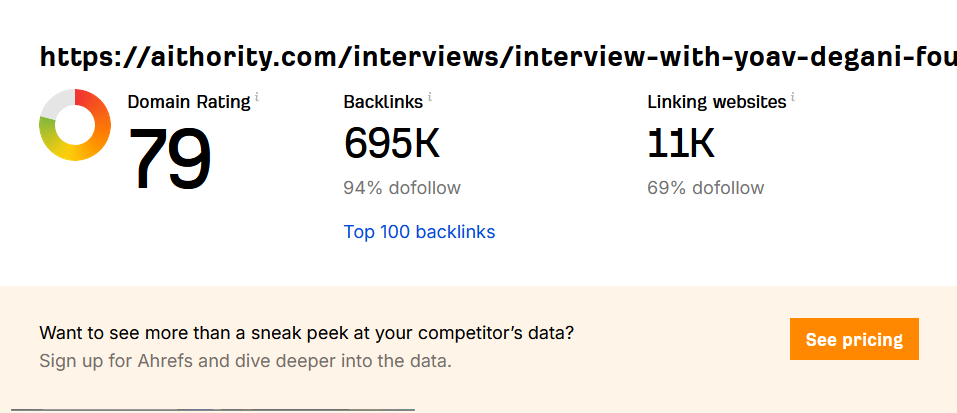 https://aithority.com/interviews/interview-with-yoav-degani-fou
Domain Rating i
Backlinks i
Linking websites i
79
695K
11K
94% dofollow
69% dofollow
Top 100 backlinks
Want to see more than a sneak peek at your competitor’s data?
Sign up for Ahrefs and dive deeper into the data.
See pricing